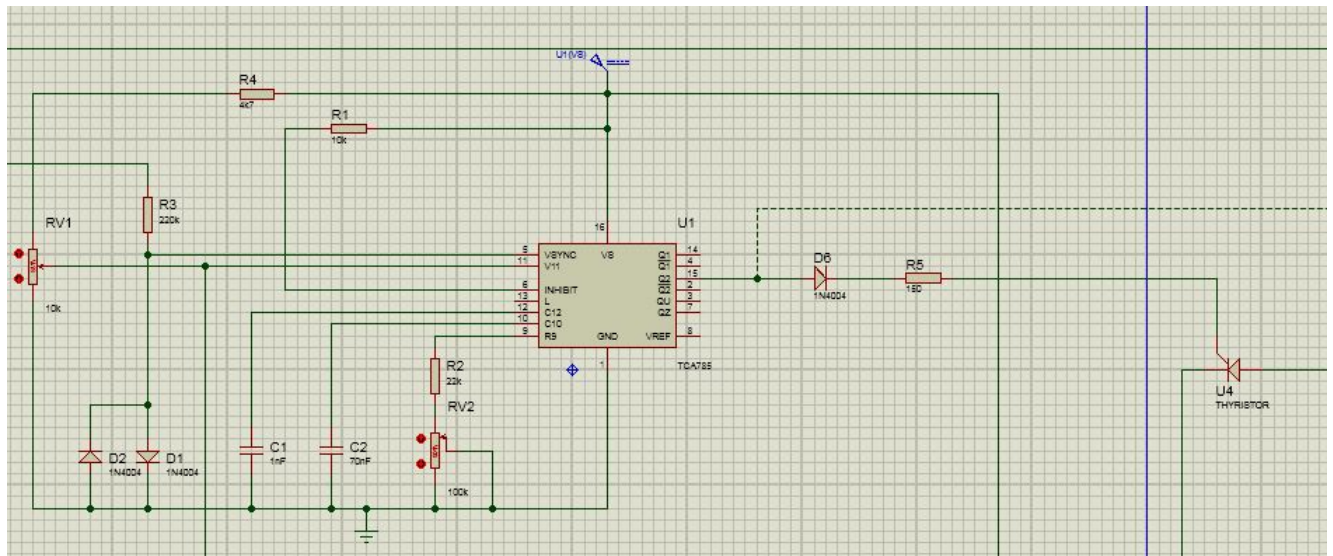 U1(VS)
R4
4k7
R1
10k
R3
220k
RV1
10k
16
U1
5
VSYNC
VS
Q1
14
11
V11
Q1
4
Q2
15
6
INHIBIT
Q2
2
13
L
QU
3
12
C12
QZ
7
10
C10
9
R9
GND
VREF
8
1
TCA785
D6
1N4004
R5
150
R2
22k
RV2
100k
U4
THYRISTOR
D2
1N4004
D1
1N4004
C1
1nF
C2
70nF